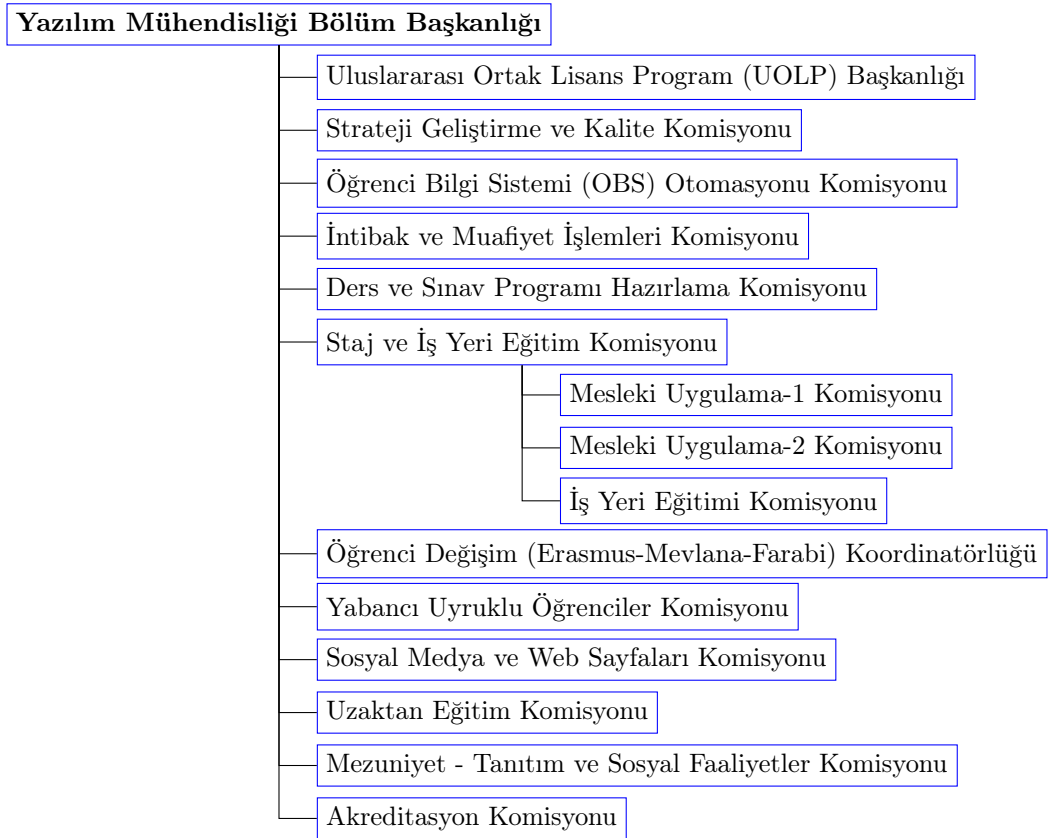 Yazılım Mühendisliği Bölüm Başkanlığı
Uluslararası Ortak Lisans Program (UOLP) Başkanlığı
Strateji Geliştirme ve Kalite Komisyonu
Öğrenci Bilgi Sistemi (OBS) Otomasyonu Komisyonu
İntibak ve Muafiyet İşlemleri Komisyonu
Ders ve Sınav Programı Hazırlama Komisyonu
Staj ve İş Yeri Eğitim Komisyonu
Mesleki Uygulama-1 Komisyonu
Mesleki Uygulama-2 Komisyonu
İş Yeri Eğitimi Komisyonu
Öğrenci Değişim (Erasmus-Mevlana-Farabi) Koordinatörlüğü
Yabancı Uyruklu Öğrenciler Komisyonu
Sosyal Medya ve Web Sayfaları Komisyonu
Uzaktan Eğitim Komisyonu
Mezuniyet - Tanıtım ve Sosyal Faaliyetler Komisyonu
Akreditasyon Komisyonu